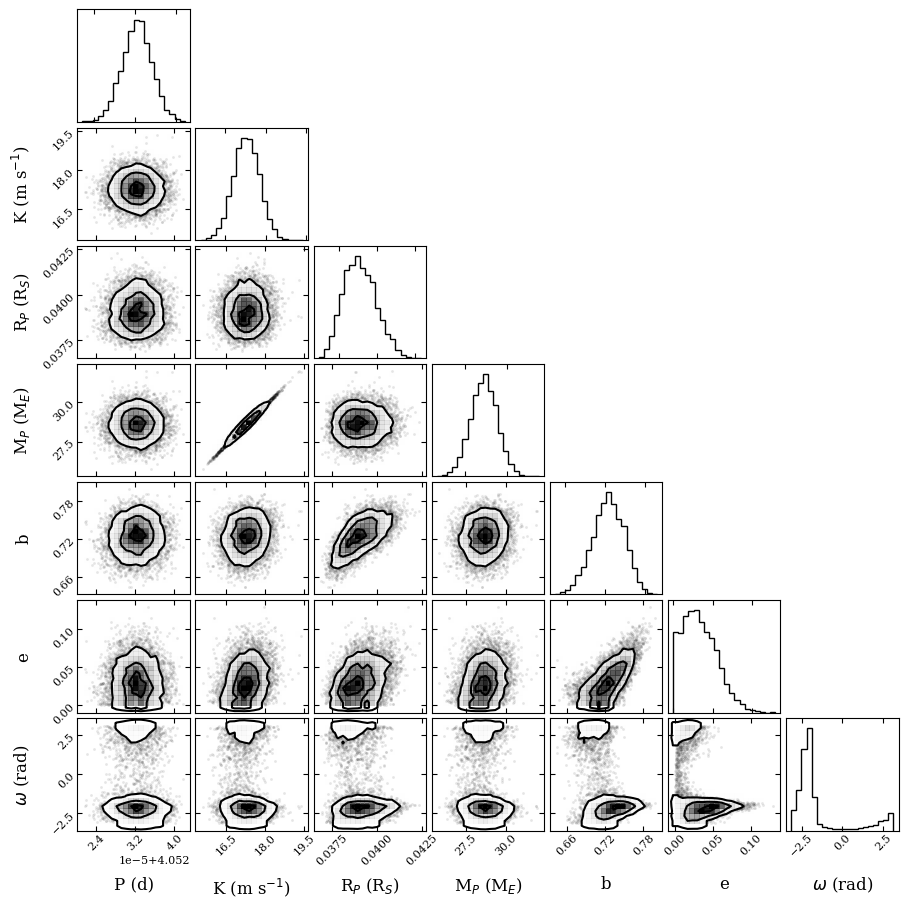 K (m s⁻¹)
19.5
18.0
16.5
R_P (R_S)
0.0425
0.0400
0.0375
M_P (M_E)
30.0
27.5
b
0.78
0.72
0.66
e
0.10
0.05
0.00
ω (rad)
2.5
0.0
−2.5
2.4 3.2 4.0 16.5 18.0 19.5 0.0375 0.0400 0.0425 27.5 30.0 0.66 0.72 0.78 0.00 0.05 0.10 −2.5 0.0 2.5
1e-5+4.052
P (d) K (m s⁻¹) R_P (R_S) M_P (M_E) b e ω (rad)